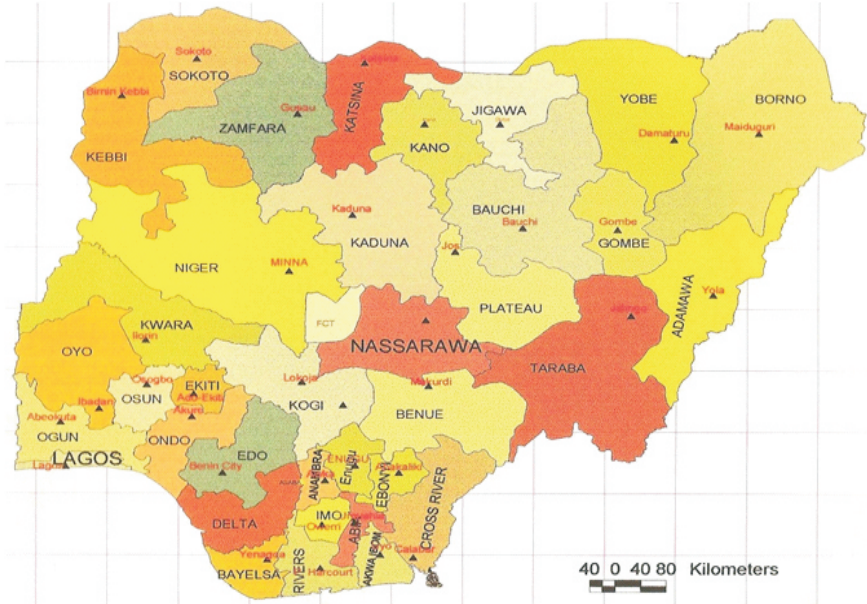 Sokoto
SOKOTO
Birnin Kebbi
KEBBI
Gusau
ZAMFARA
KATSINA
KANO
JIGAWA
YOBE
Damaturu
BORNO
Maiduguri
Kaduna
KADUNA
BAUCHI
Bauchi
Gombe
GOMBE
Jos
MINNA
NIGER
PLATEAU
ADAMAWA
Yola
FCT
KWARA
Ilorin
NASSARAWA
TARABA
OYO
Ibadan
Osogbo
OSUN
EKITI
Ado-Ekiti
Akure
ONDO
Lokoja
KOGI
Makurdi
BENUE
Abeokuta
OGUN
LAGOS
Lagos
EDO
Benin City
DELTA
ANAMBRA
ENUGU
Enugu
EBONYI
CROSS RIVER
IMO
Owerri
ABIA
AKWA IBOM
Calabar
Yenagoa
BAYELSA
RIVERS
Harcourt
40 0 40 80 Kilometers